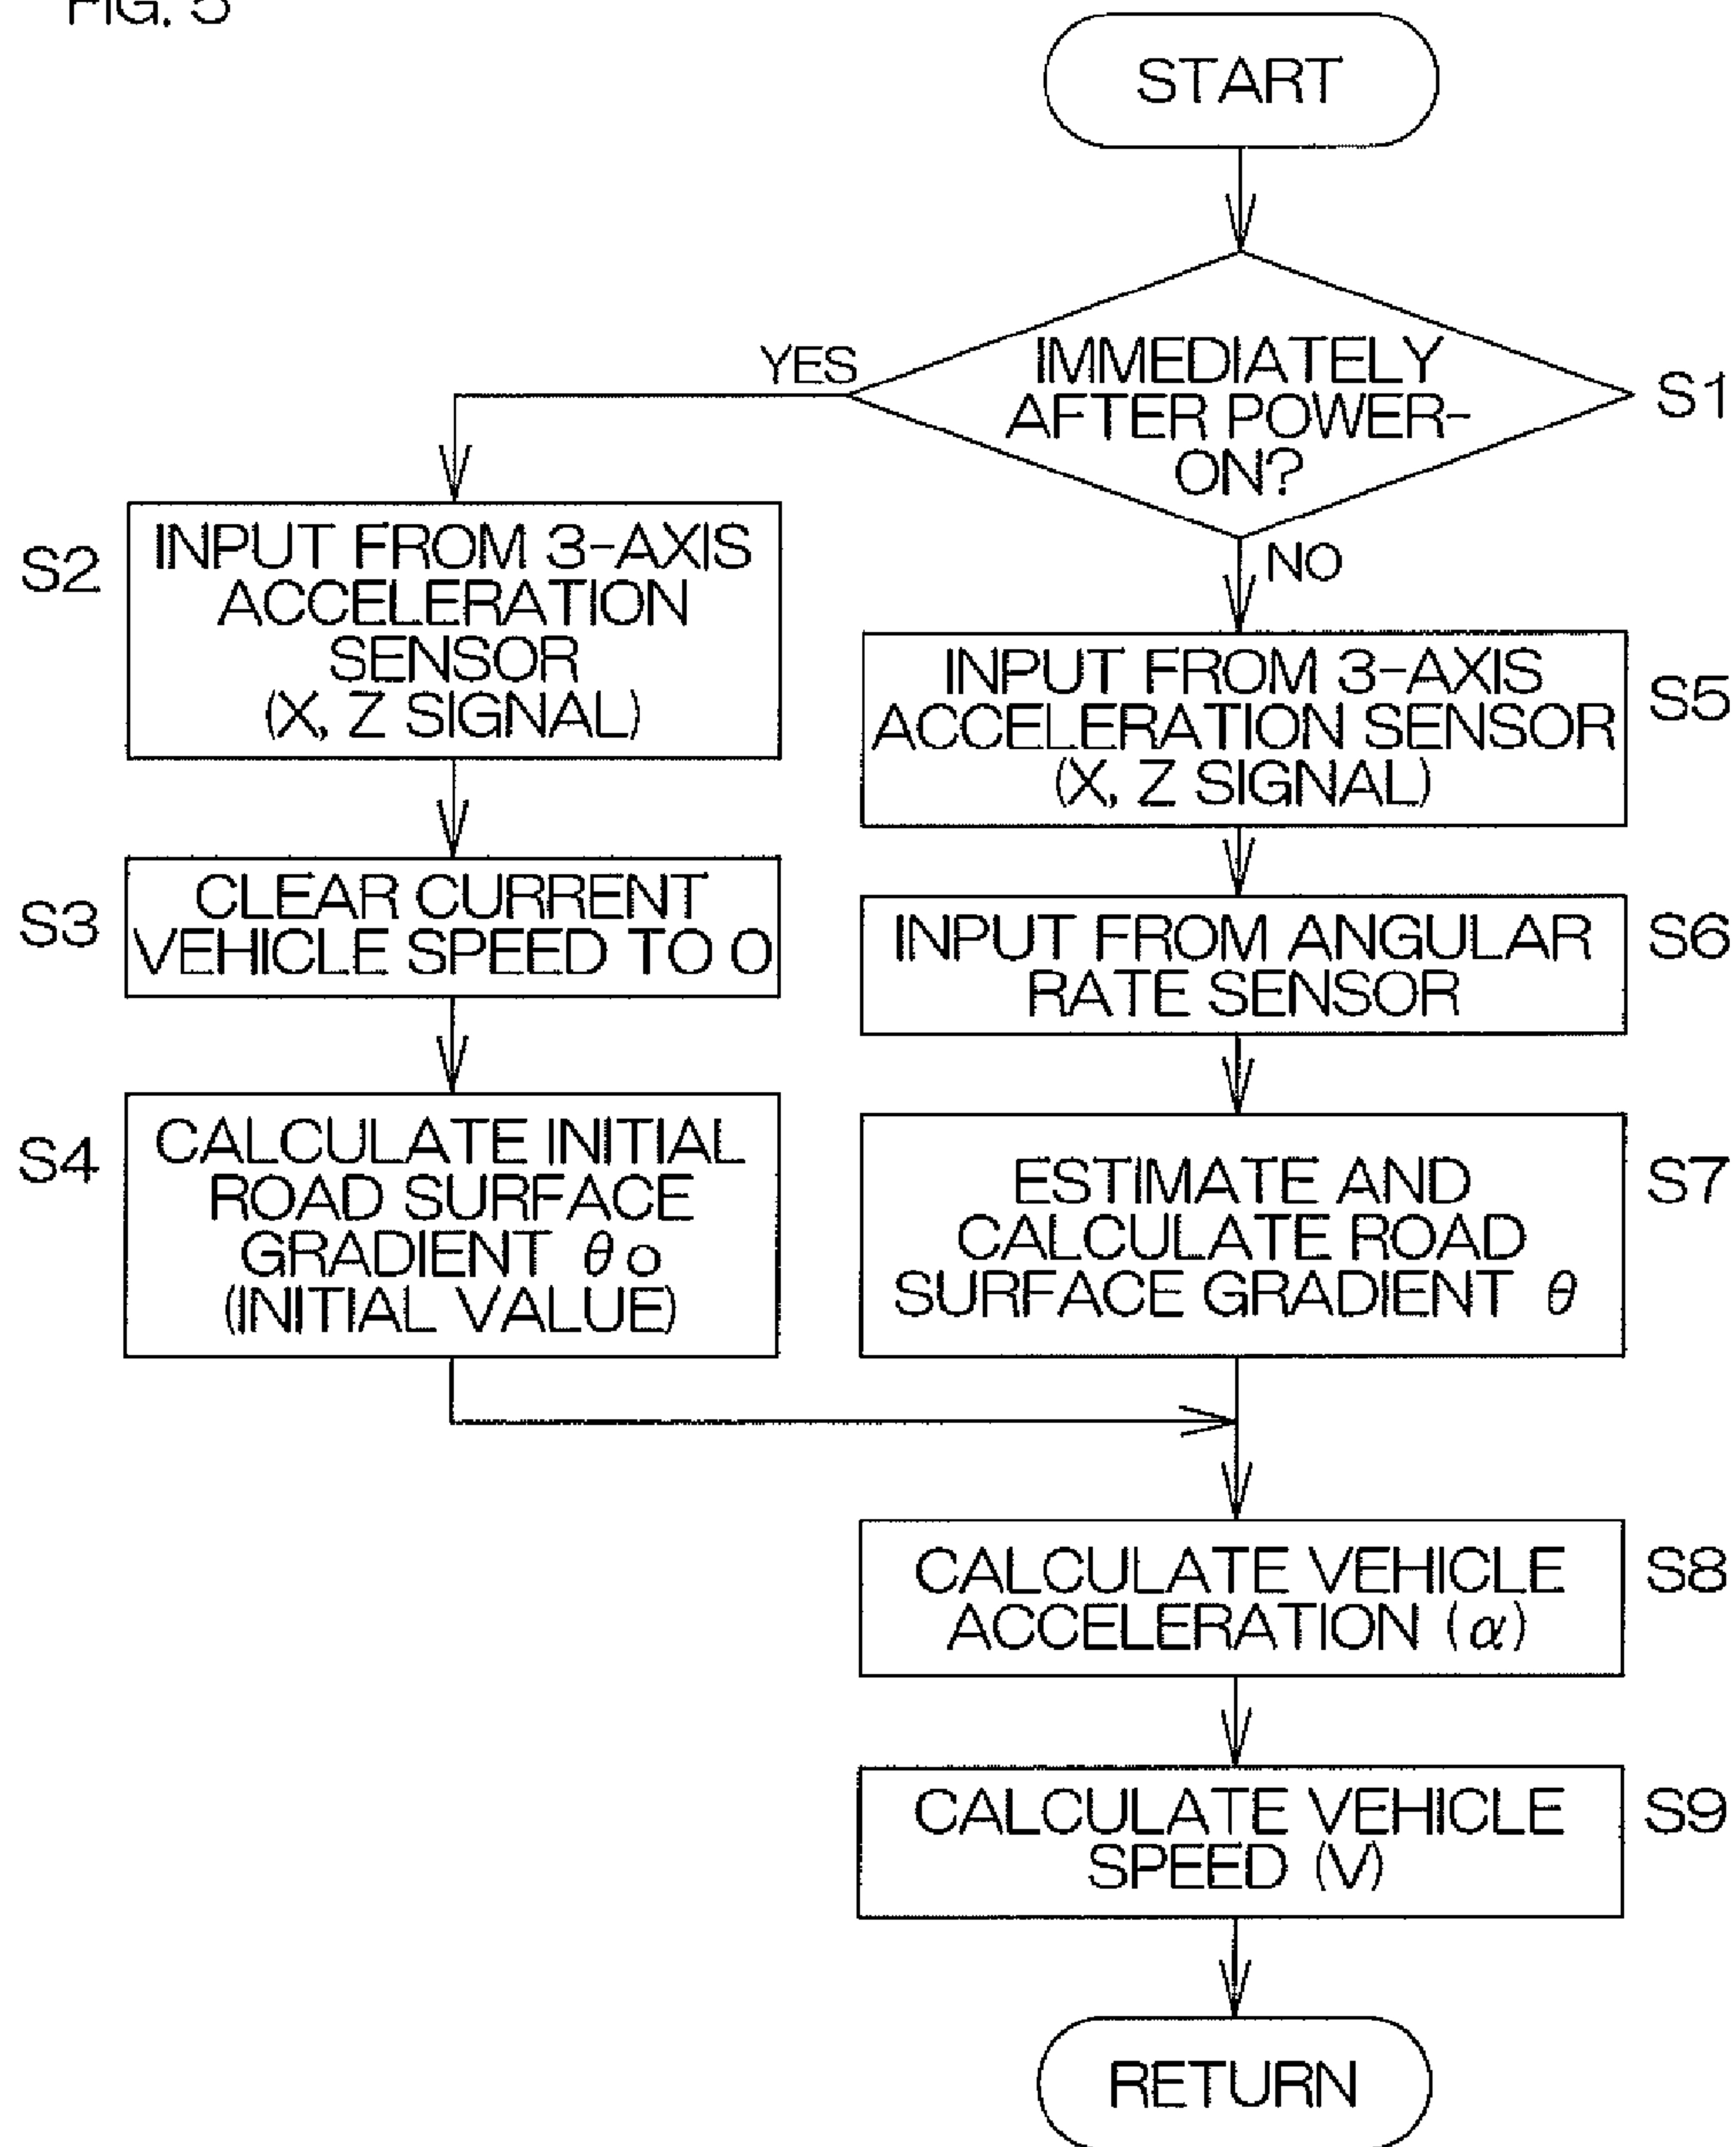 FIG. 5
START
IMMEDIATELY
AFTER POWER-
ON?
S1
YES
NO
S2
INPUT FROM 3-AXIS
ACCELERATION
SENSOR
(X, Z SIGNAL)
S3
CLEAR CURRENT
VEHICLE SPEED TO 0
S4
CALCULATE INITIAL
ROAD SURFACE
GRADIENT θo
(INITIAL VALUE)
INPUT FROM 3-AXIS
ACCELERATION SENSOR
(X, Z SIGNAL)
S5
INPUT FROM ANGULAR
RATE SENSOR
S6
ESTIMATE AND
CALCULATE ROAD
SURFACE GRADIENT θ
S7
CALCULATE VEHICLE
ACCELERATION (α)
S8
CALCULATE VEHICLE
SPEED (V)
S9
RETURN